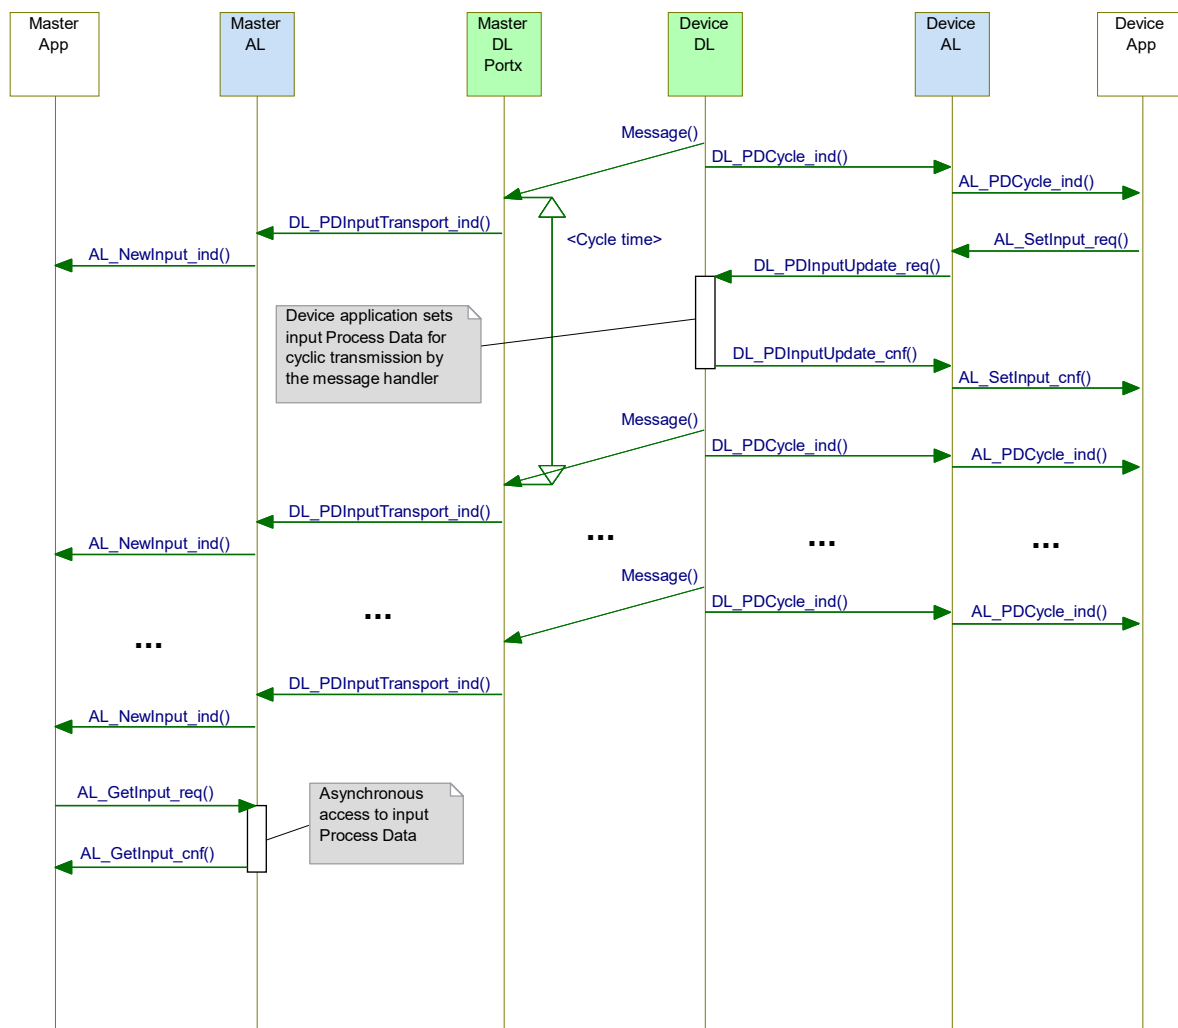 Master
App
Master
AL
Master
DL
Portx
Device
DL
Device
AL
Device
App
Message()
DL_PDCycle_ind()
AL_PDCycle_ind()
DL_PDInputTransport_ind()
<Cycle time>
AL_SetInput_req()
AL_NewInput_ind()
DL_PDInputUpdate_req()
Device application sets
input Process Data for
cyclic transmission by
the message handler
DL_PDInputUpdate_cnf()
AL_SetInput_cnf()
Message()
DL_PDCycle_ind()
AL_PDCycle_ind()
DL_PDInputTransport_ind()
AL_NewInput_ind()
...
...
...
Message()
DL_PDCycle_ind()
AL_PDCycle_ind()
...
...
DL_PDInputTransport_ind()
AL_NewInput_ind()
AL_GetInput_req()
Asynchronous
access to input
Process Data
AL_GetInput_cnf()